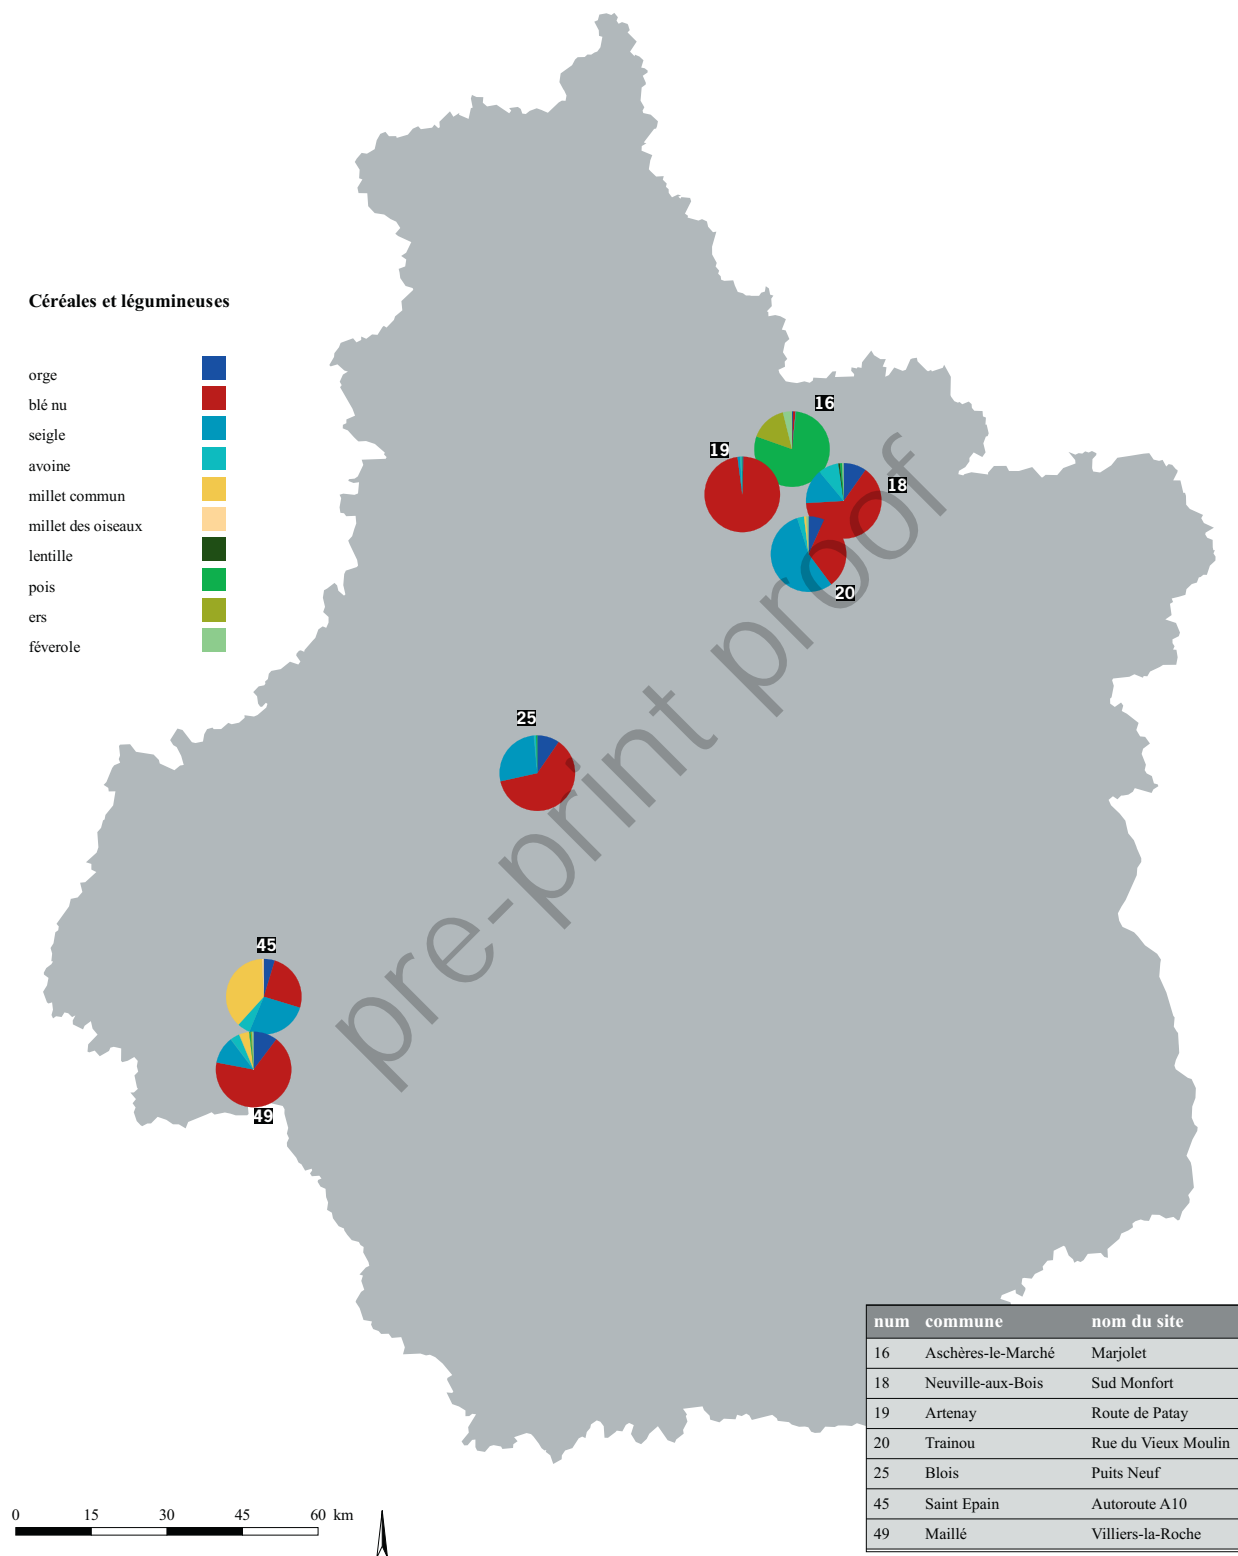 Céréales et légumineuses
orge
blé nu
seigle
avoine
millet commun
millet des oiseaux
lentille
pois
ers
féverole
16
19
18
20
25
45
49
pre-print proof
num commune nom du site
16 Aschères-le-Marché Marjolet
18 Neuville-aux-Bois Sud Monfort
19 Artenay Route de Patay
20 Trainou Rue du Vieux Moulin
25 Blois Puits Neuf
45 Saint Epain Autoroute A10
49 Maillé Villiers-la-Roche
0 15 30 45 60 km